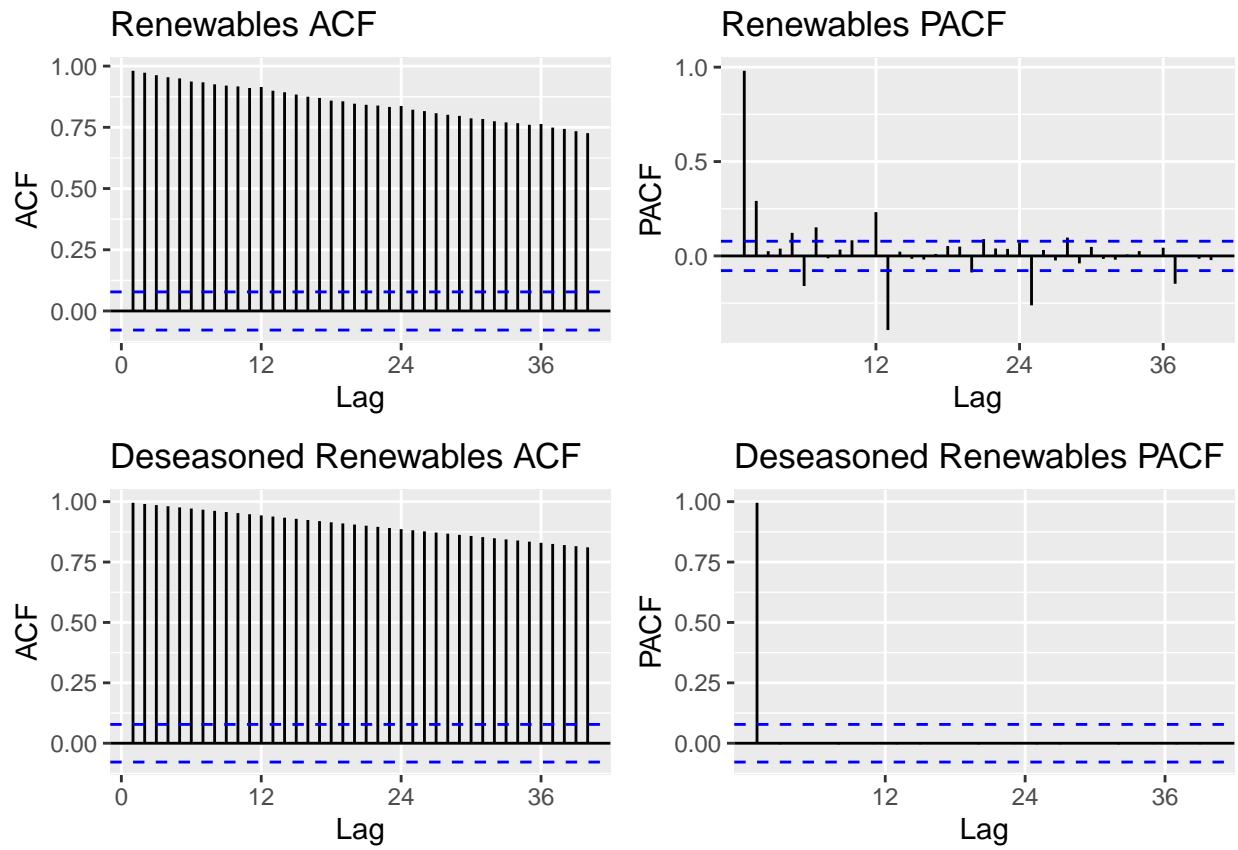 Renewables ACF
1.00
0.75
0.50
0.25
0.00
ACF
0
12
24
36
Lag
Renewables PACF
1.0
0.5
0.0
PACF
12
24
36
Lag
Deseasoned Renewables ACF
1.00
0.75
0.50
0.25
0.00
ACF
0
12
24
36
Lag
Deseasoned Renewables PACF
1.00
0.75
0.50
0.25
0.00
PACF
12
24
36
Lag